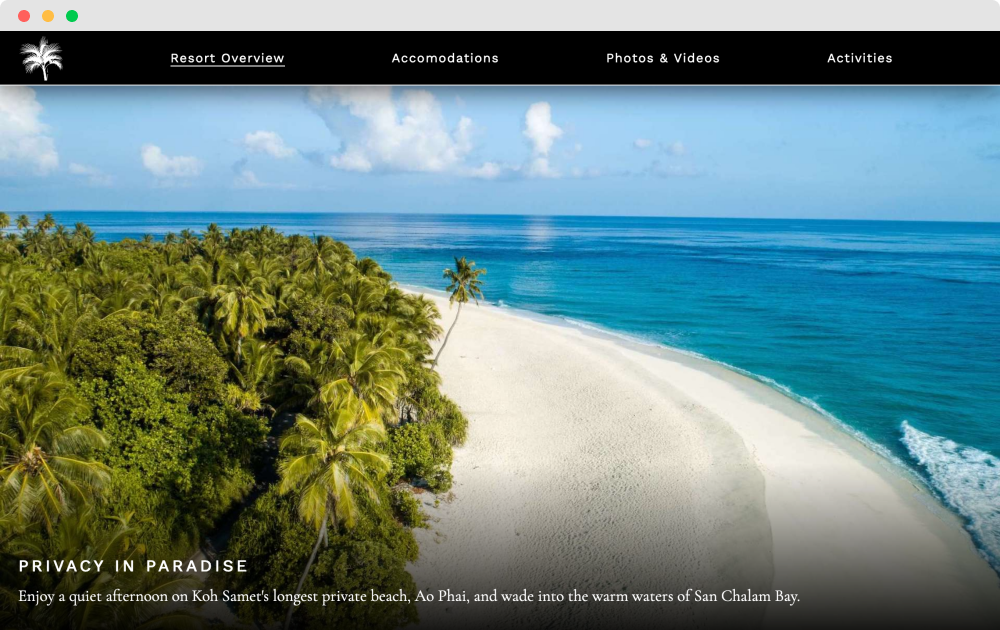 Resort Overview
Accomodations
Photos & Videos
Activities
PRIVACY IN PARADISE
Enjoy a quiet afternoon on Koh Samet's longest private beach, Ao Phai, and wade into the warm waters of San Chalam Bay.